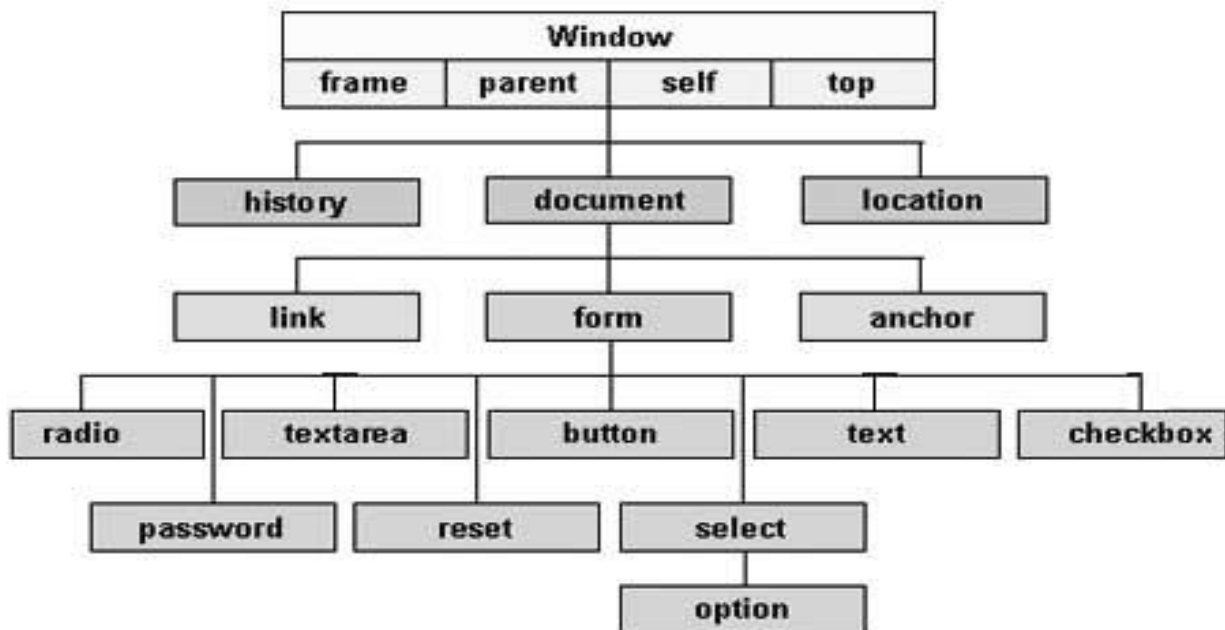 Window
frame parent self top
history document location
link form anchor
radio textarea button text checkbox
password reset select
option